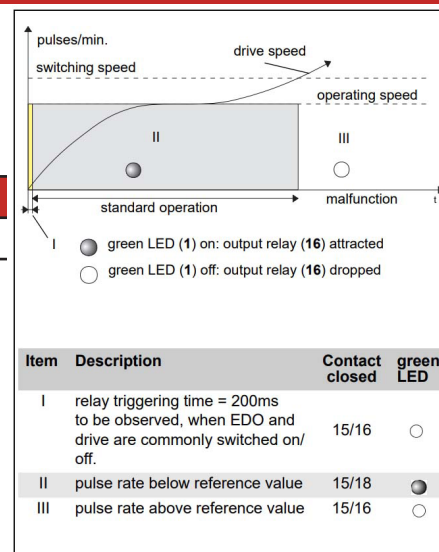 pulses/min.
drive speed
switching speed
operating speed
II
III
standard operation
malfunction
t
I
green LED (1) on: output relay (16) attracted
green LED (1) off: output relay (16) dropped
Item Description Contact closed green LED
I relay triggering time = 200ms
to be observed, when EDO and
drive are commonly switched on/
off.
15/16
II pulse rate below reference value 15/18
III pulse rate above reference value 15/16